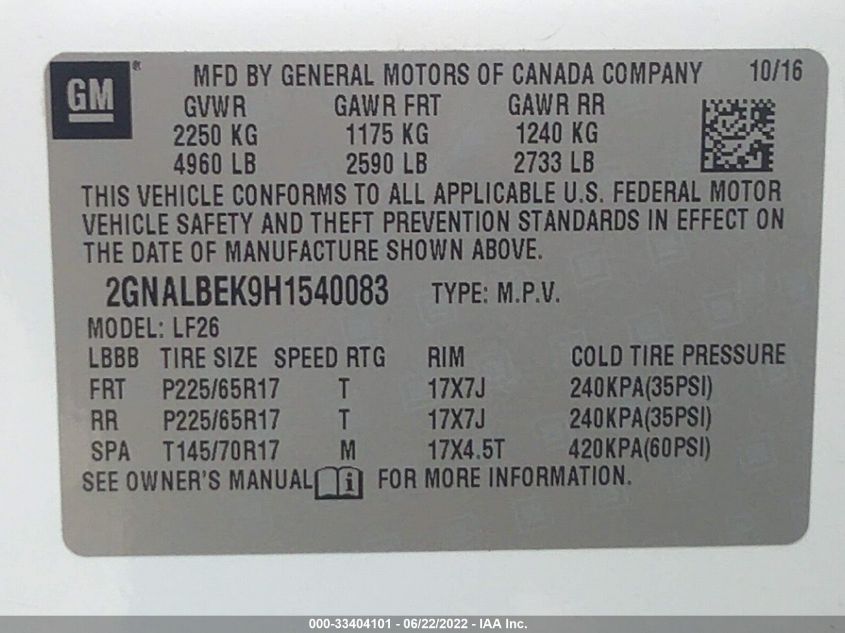 GM ® MFD BY GENERAL MOTORS OF CANADA COMPANY 10/16
GVWR GAWR FRT GAWR RR
2250 KG 1175 KG 1240 KG
4960 LB 2590 LB 2733 LB
THIS VEHICLE CONFORMS TO ALL APPLICABLE U.S. FEDERAL MOTOR
VEHICLE SAFETY AND THEFT PREVENTION STANDARDS IN EFFECT ON
THE DATE OF MANUFACTURE SHOWN ABOVE.
2GNALBEK9H1540083 TYPE: M.P.V.
MODEL: LF26
LBBB TIRE SIZE SPEED RTG RIM COLD TIRE PRESSURE
FRT P225/65R17 T 17X7J 240KPA(35PSI)
RR P225/65R17 T 17X7J 240KPA(35PSI)
SPA T145/70R17 M 17X4.5T 420KPA(60PSI)
SEE OWNER'S MANUAL i FOR MORE INFORMATION.
000-33404101 - 06/22/2022 - IAA Inc.